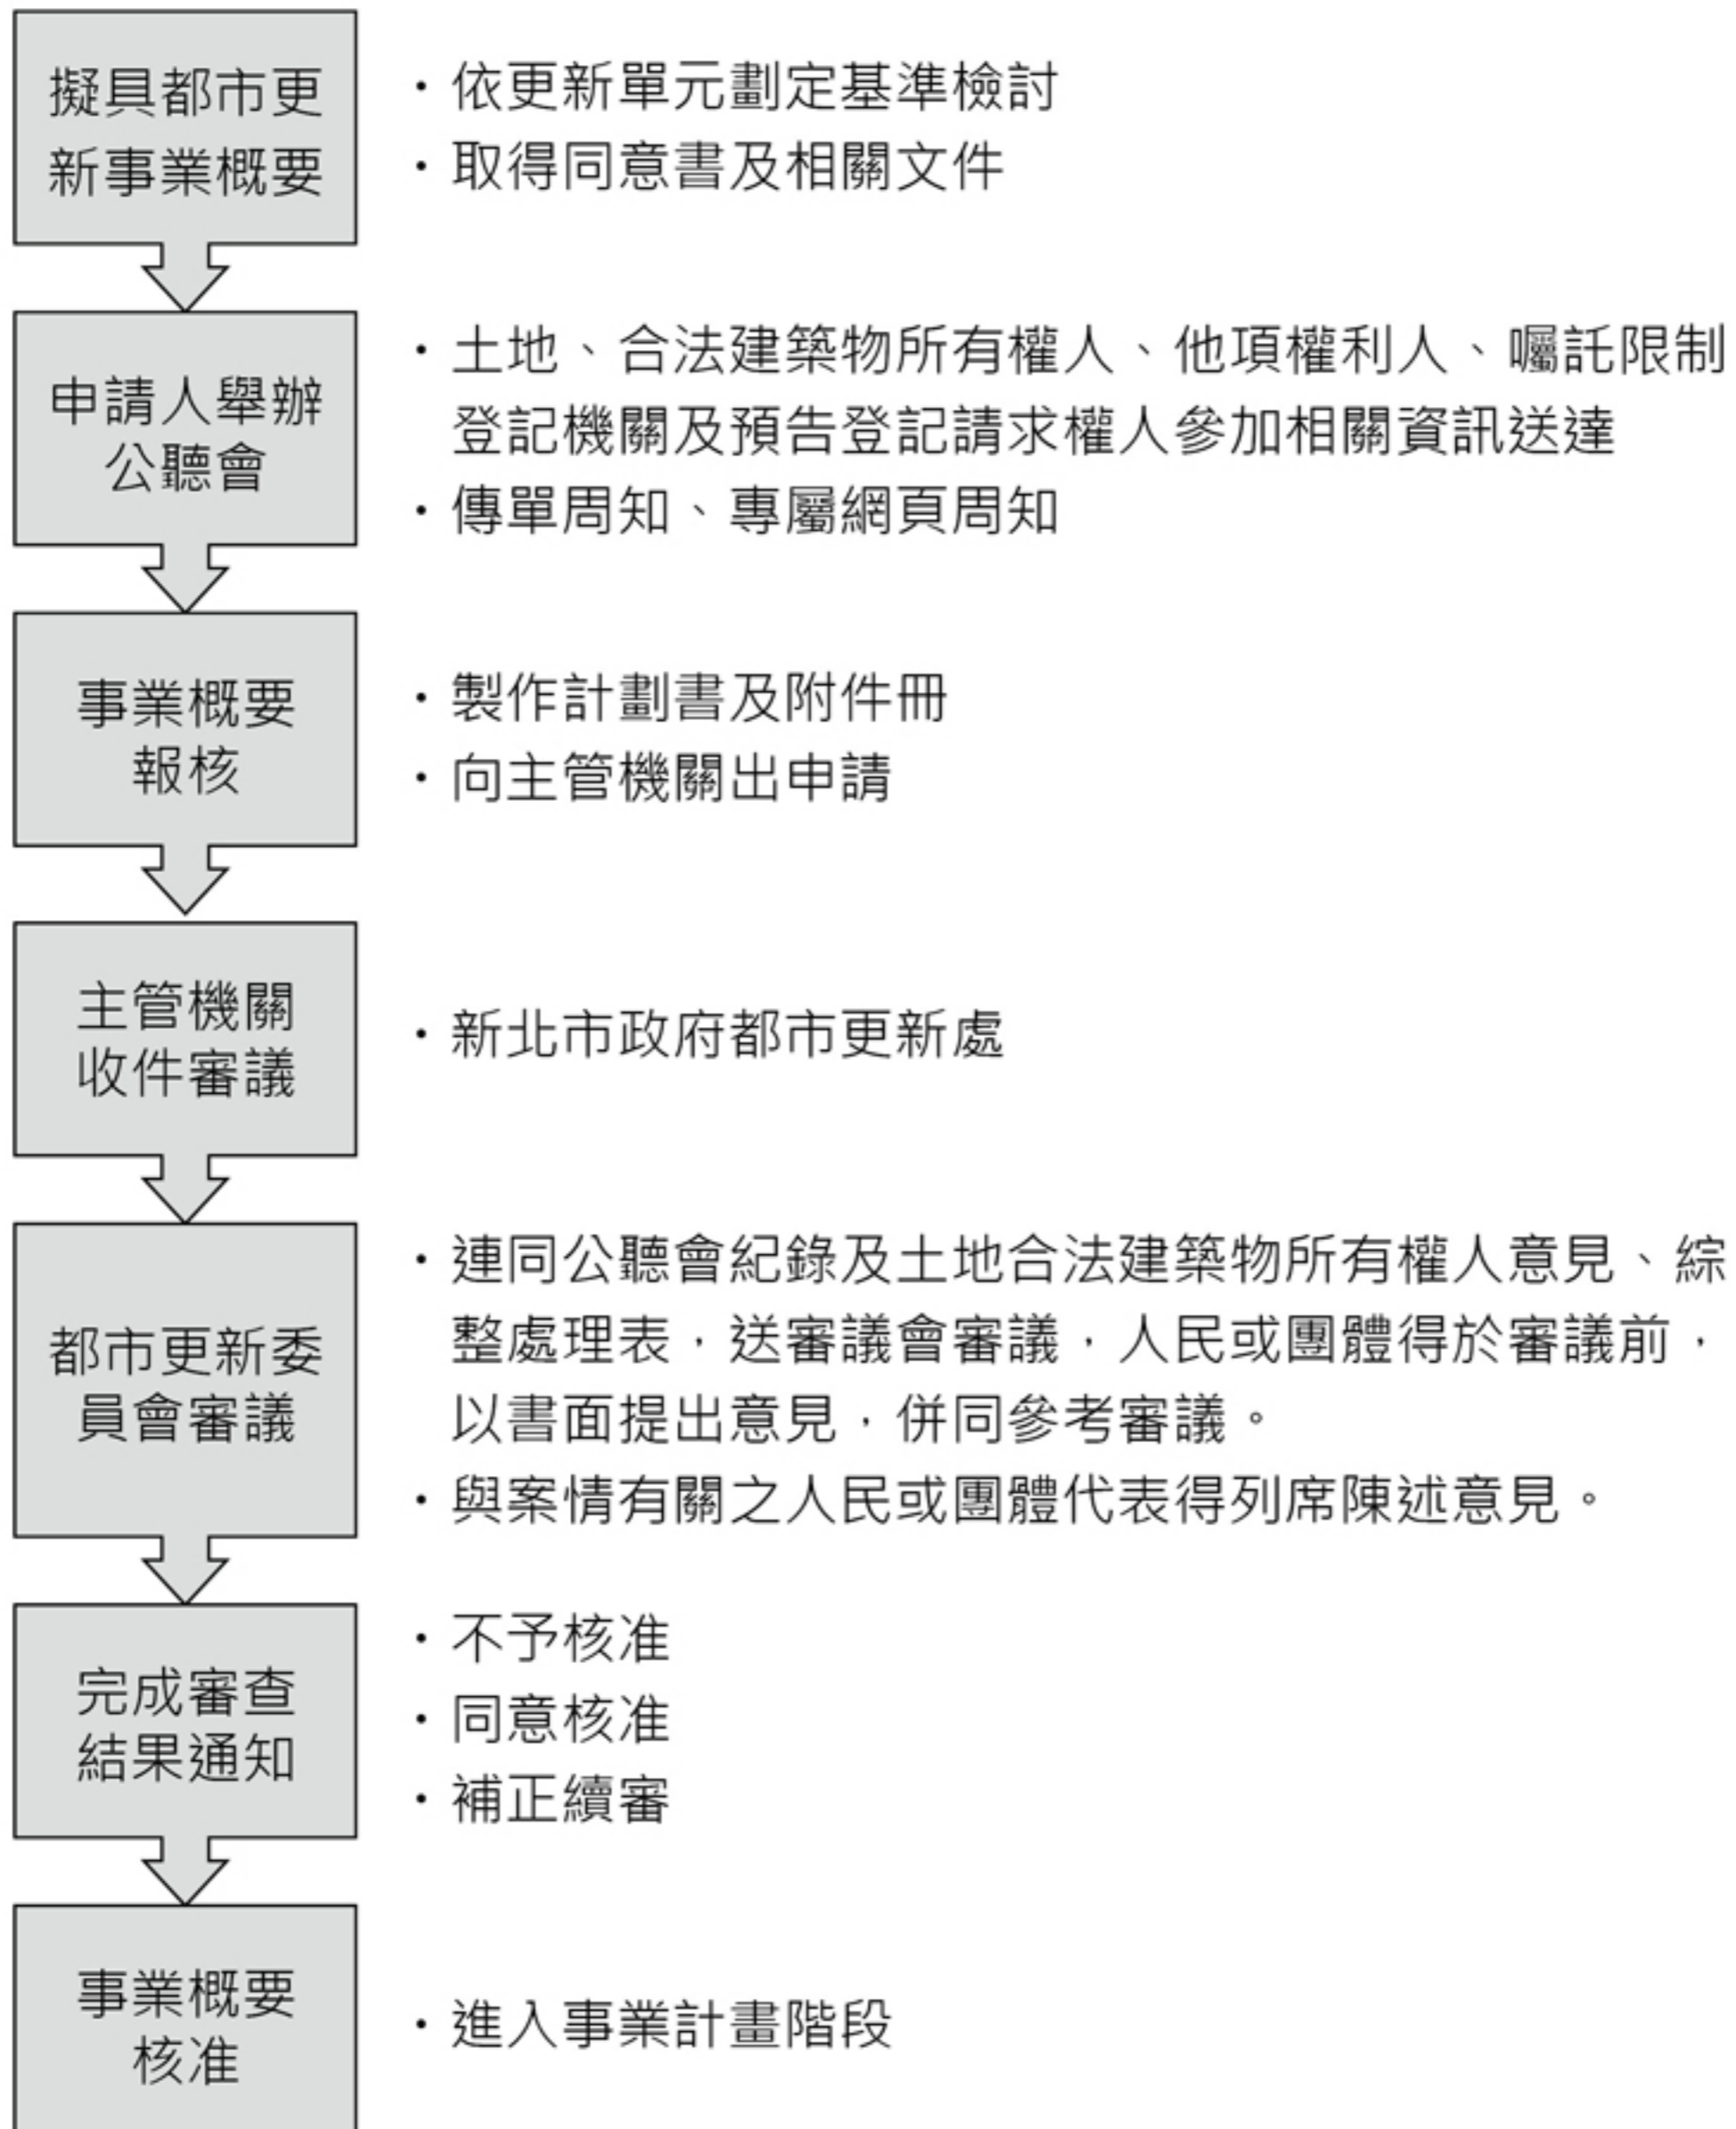 擬具都市更
新事業概要
・依更新單元劃定基準檢討
・取得同意書及相關文件
申請人舉辦
公聽會
・土地、合法建築物所有權人、他項權利人、囑託限制
登記機關及預告登記請求權人參加相關資訊送達
・傳單周知、專屬網頁周知
事業概要
報核
・製作計劃書及附件冊
・向主管機關出申請
主管機關
收件審議
・新北市政府都市更新處
都市更新委
員會審議
・連同公聽會紀錄及土地合法建築物所有權人意見、綜
整處理表，送審議會審議，人民或團體得於審議前，
以書面提出意見，併同參考審議。
・與案情有關之人民或團體代表得列席陳述意見。
完成審查
結果通知
・不予核准
・同意核准
・補正續審
事業概要
核准
・進入事業計畫階段